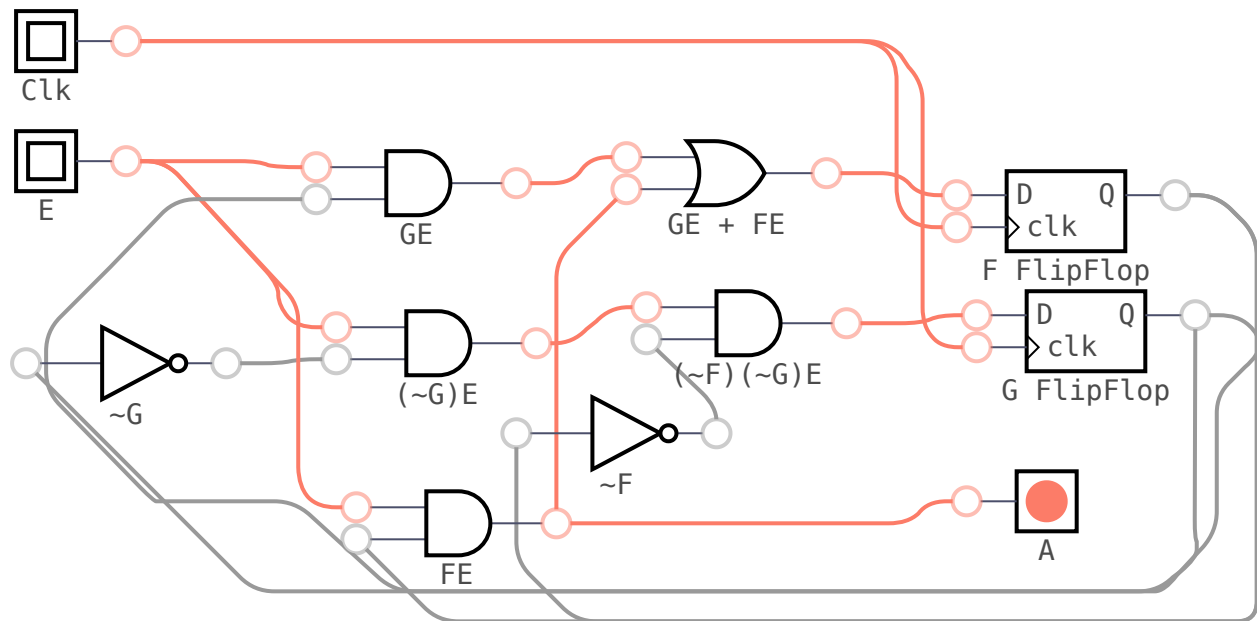 Clk
E
GE
GE + FE
D Q
clk
F FlipFlop
D Q
clk
G FlipFlop
(~G)E
(~F)(~G)E
~G
~F
FE
A